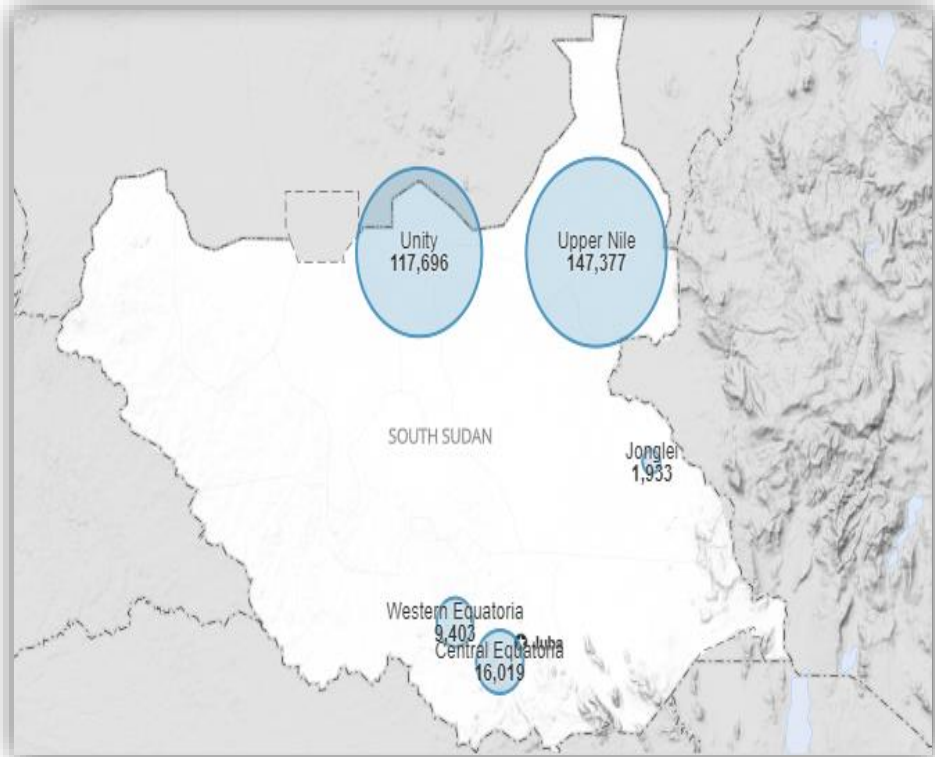 Unity
117,696
Upper Nile
147,377
SOUTH SUDAN
Jonglei
1,933
Western Equatoria
9,403
Juba
Central Equatoria
16,019